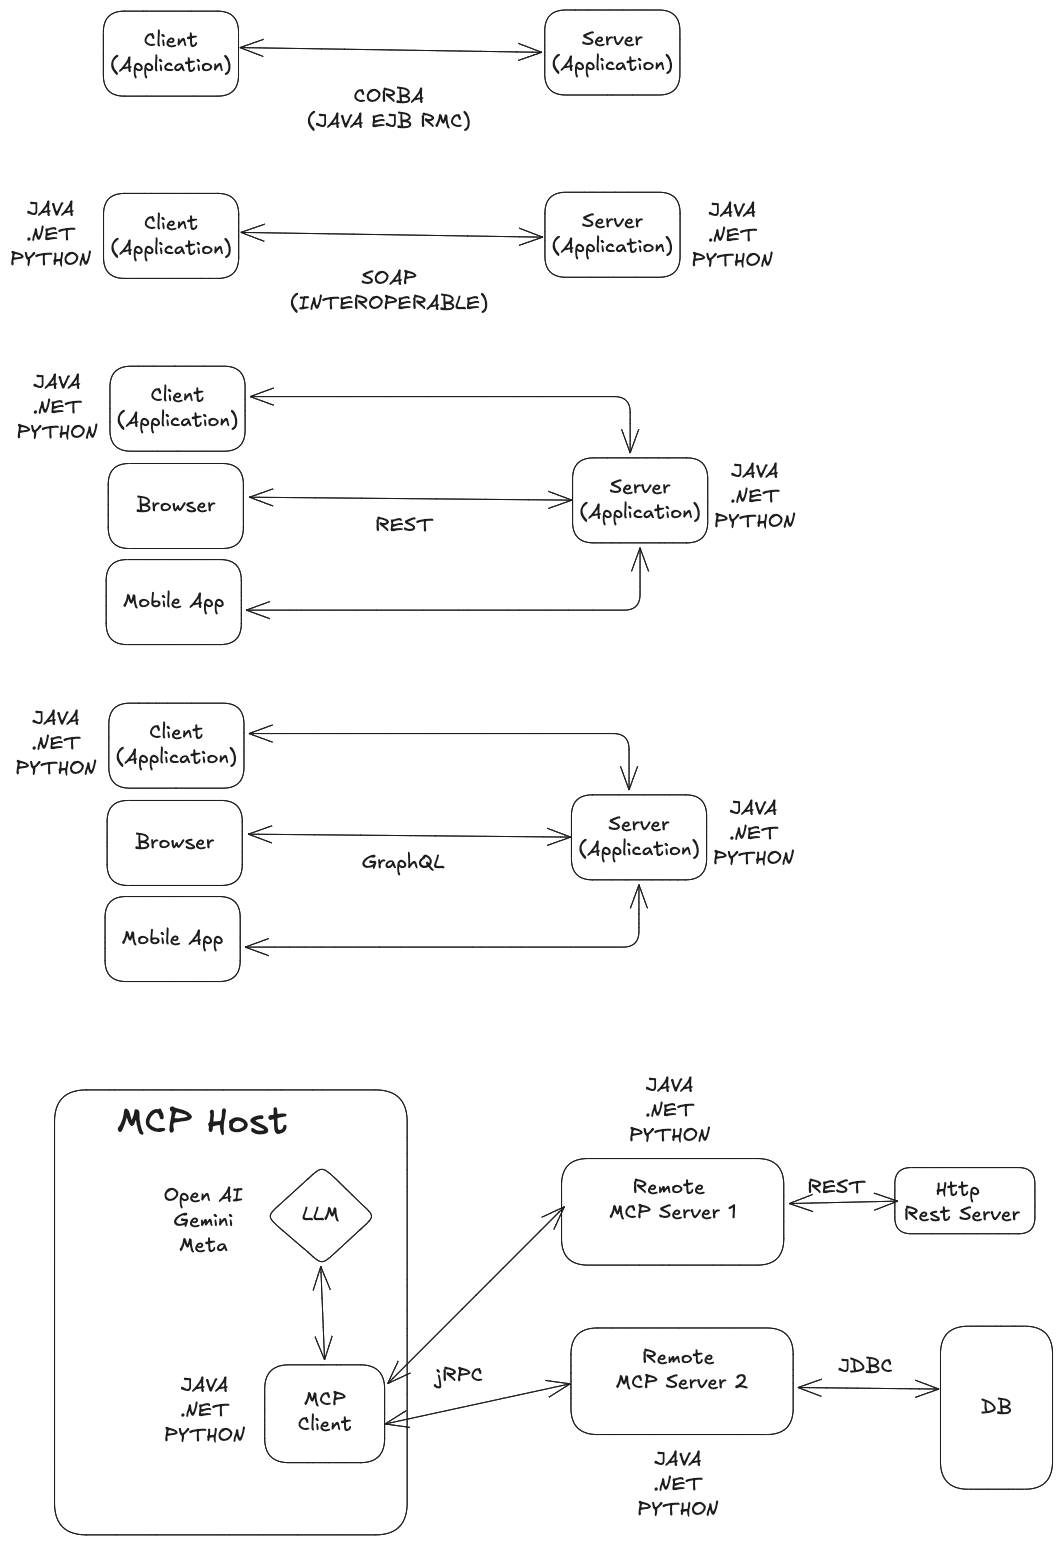 Client
(Application)
Server
(Application)
CORBA
(JAVA EJB RMC)
JAVA
.NET
PYTHON
Client
(Application)
Server
(Application)
JAVA
.NET
PYTHON
SOAP
(INTEROPERABLE)
JAVA
.NET
PYTHON
Client
(Application)
Browser
REST
Server
(Application)
JAVA
.NET
PYTHON
Mobile App
JAVA
.NET
PYTHON
Client
(Application)
Browser
GraphQL
Server
(Application)
JAVA
.NET
PYTHON
Mobile App
MCP Host
Open AI
Gemini
Meta
LLM
JAVA
.NET
PYTHON
MCP
Client
jRPC
JAVA
.NET
PYTHON
Remote
MCP Server 1
REST
Http
Rest Server
Remote
MCP Server 2
JDBC
DB
JAVA
.NET
PYTHON